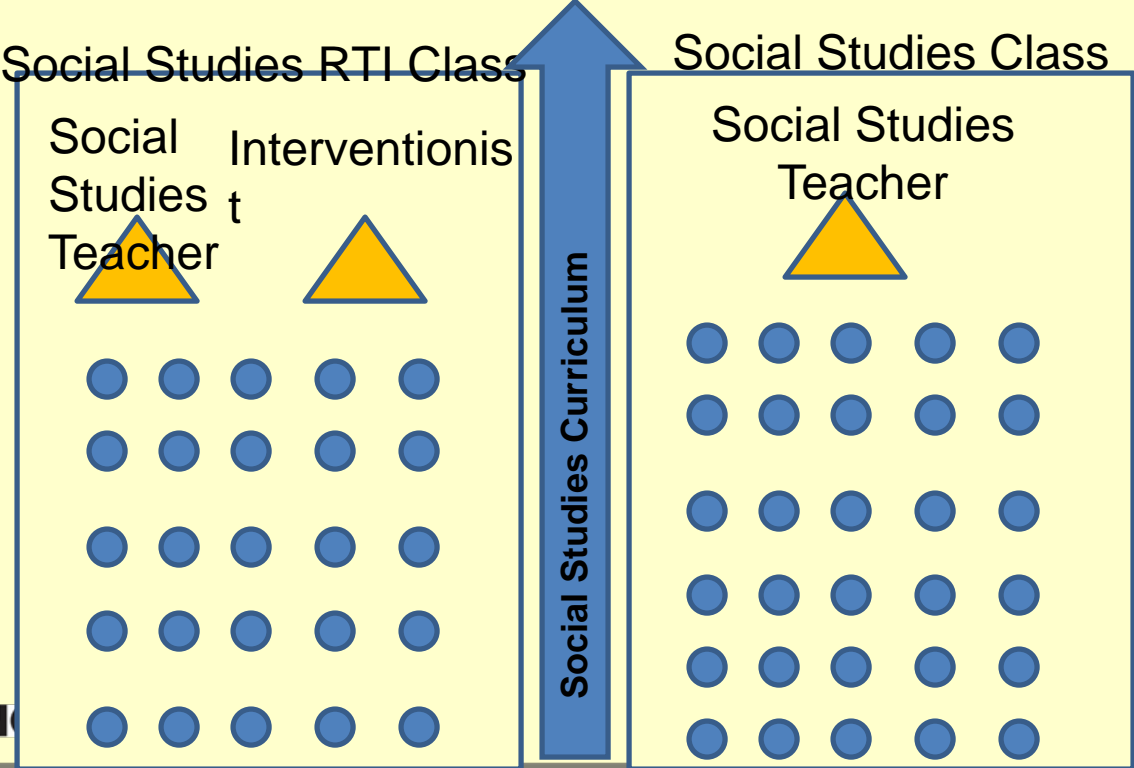 Social Studies RTI Class
Social
Studies
Teacher
Interventionis
t
Social Studies Curriculum
Social Studies Class
Social Studies
Teacher